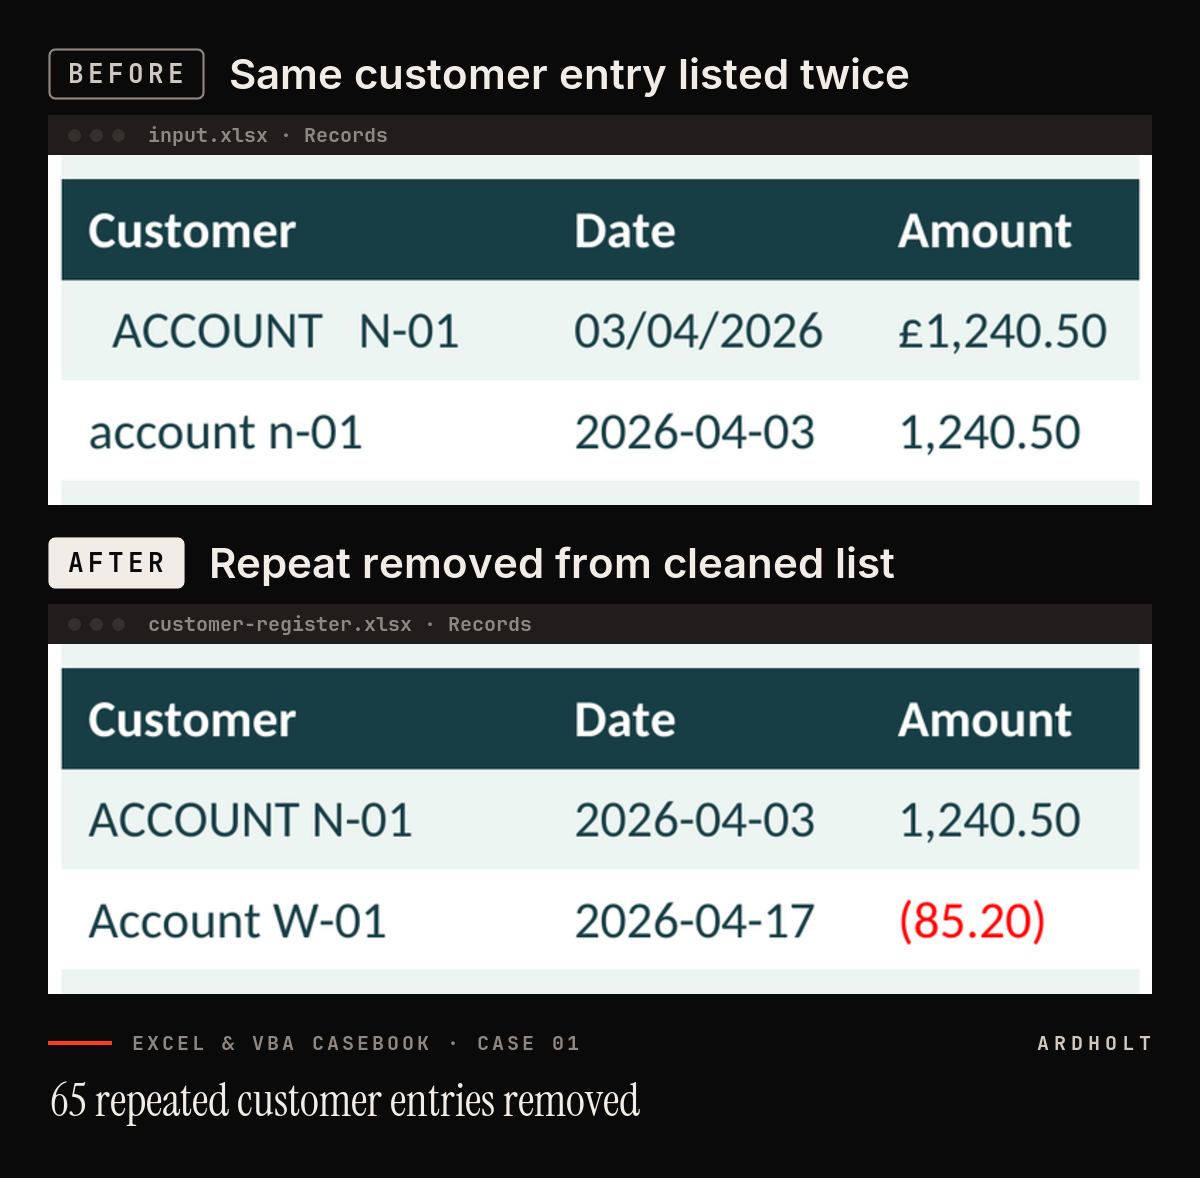 BEFORE Same customer entry listed twice
input.xlsx · Records
Customer Date Amount
ACCOUNT N-01 03/04/2026 £1,240.50
account n-01 2026-04-03 1,240.50
AFTER Repeat removed from cleaned list
customer-register.xlsx · Records
Customer Date Amount
ACCOUNT N-01 2026-04-03 1,240.50
Account W-01 2026-04-17 (85.20)
EXCEL & VBA CASEBOOK · CASE 01 ARDHOLT
65 repeated customer entries removed